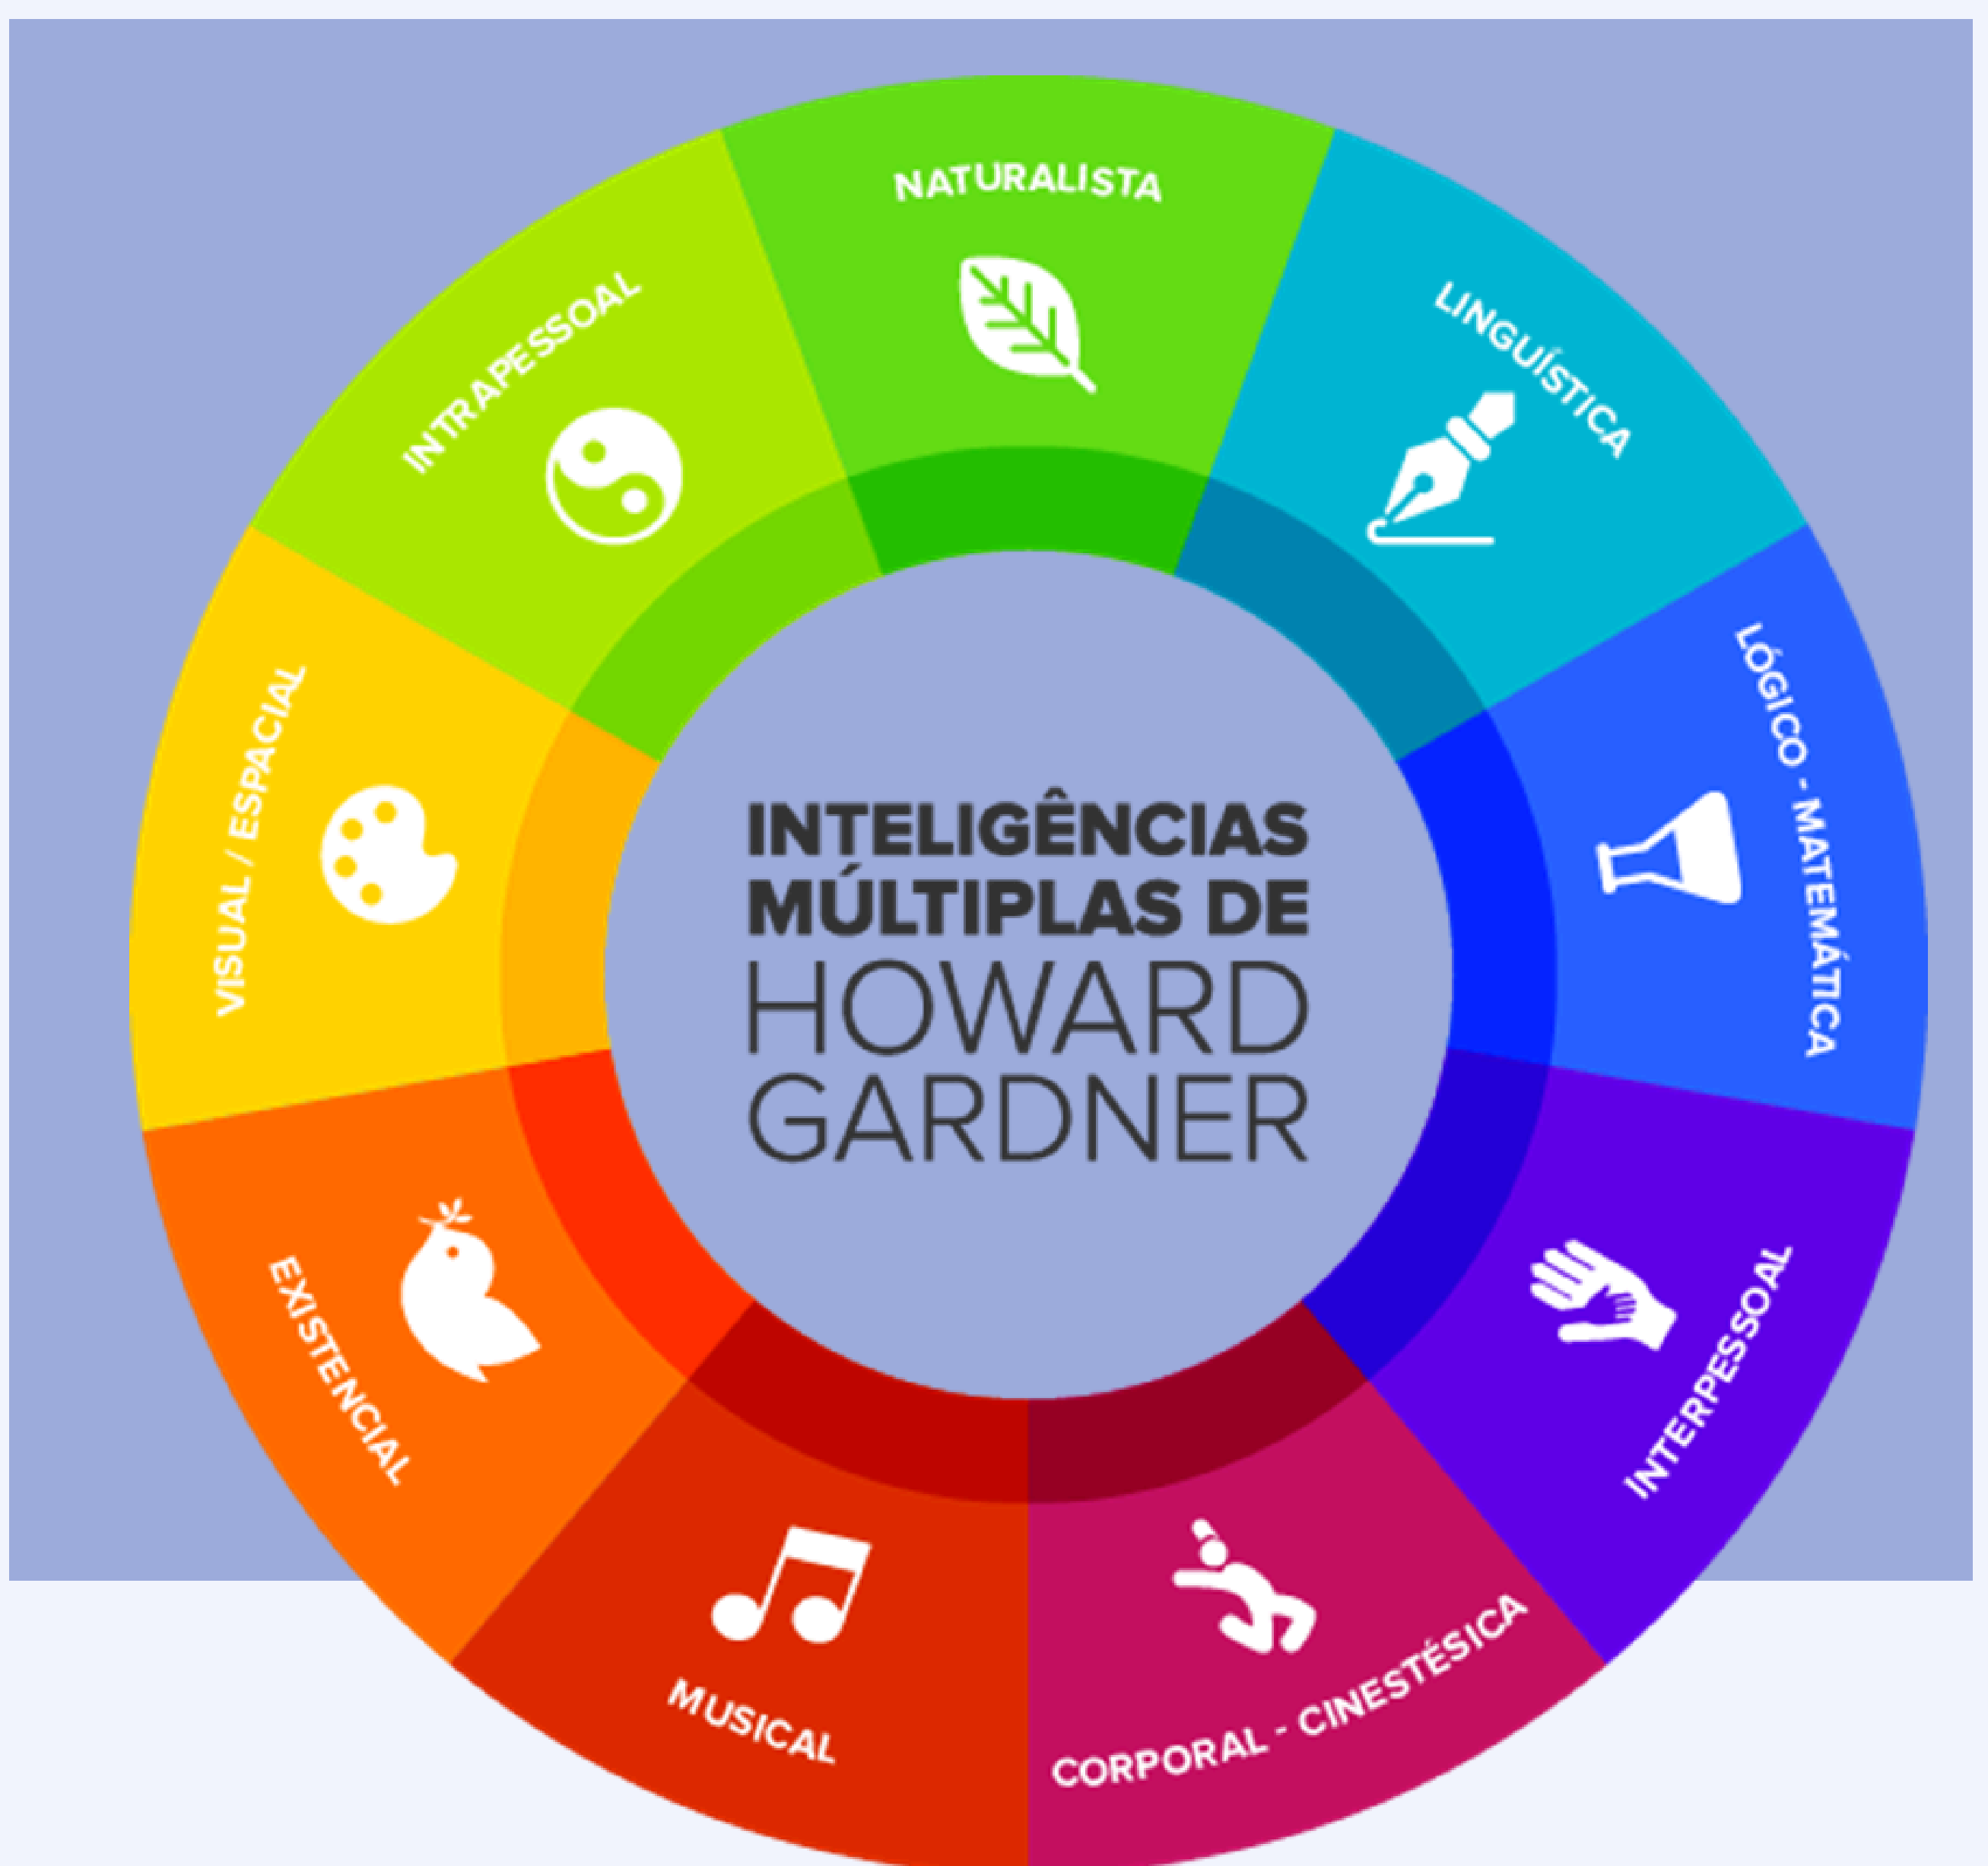 NATURALISTA
LINGUÍSTICA
LÓGICO - MATEMÁTICA
INTERPESSOAL
CORPORAL - CINESTÉSICA
MUSICAL
EXISTENCIAL
VISUAL / ESPACIAL
INTRAPESSOAL
INTELIGÊNCIAS
MÚLTIPLAS DE
HOWARD
GARDNER